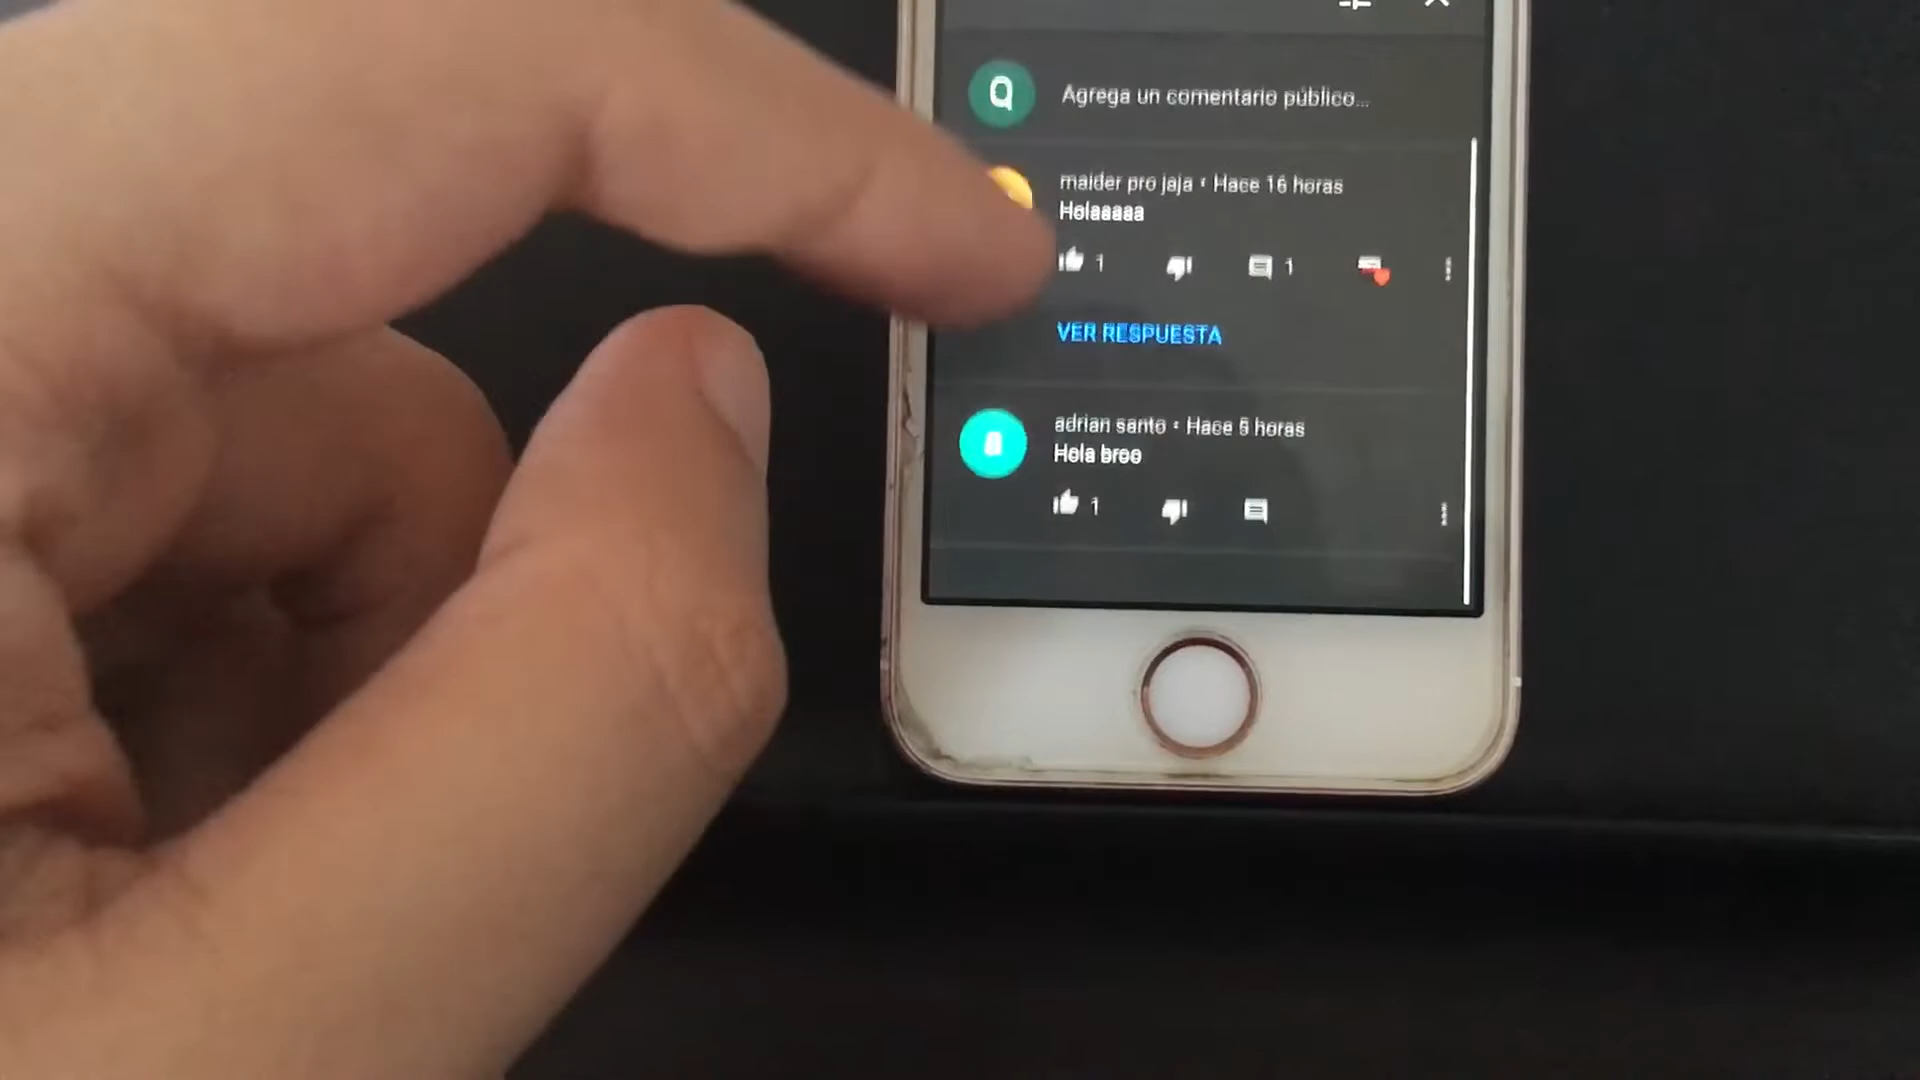 Q
Agrega un comentario público...
maider pro jaja • Hace 16 horas
Holaaaaa
1
1
VER RESPUESTA
a
adrian santo • Hace 5 horas
Hola broo
1